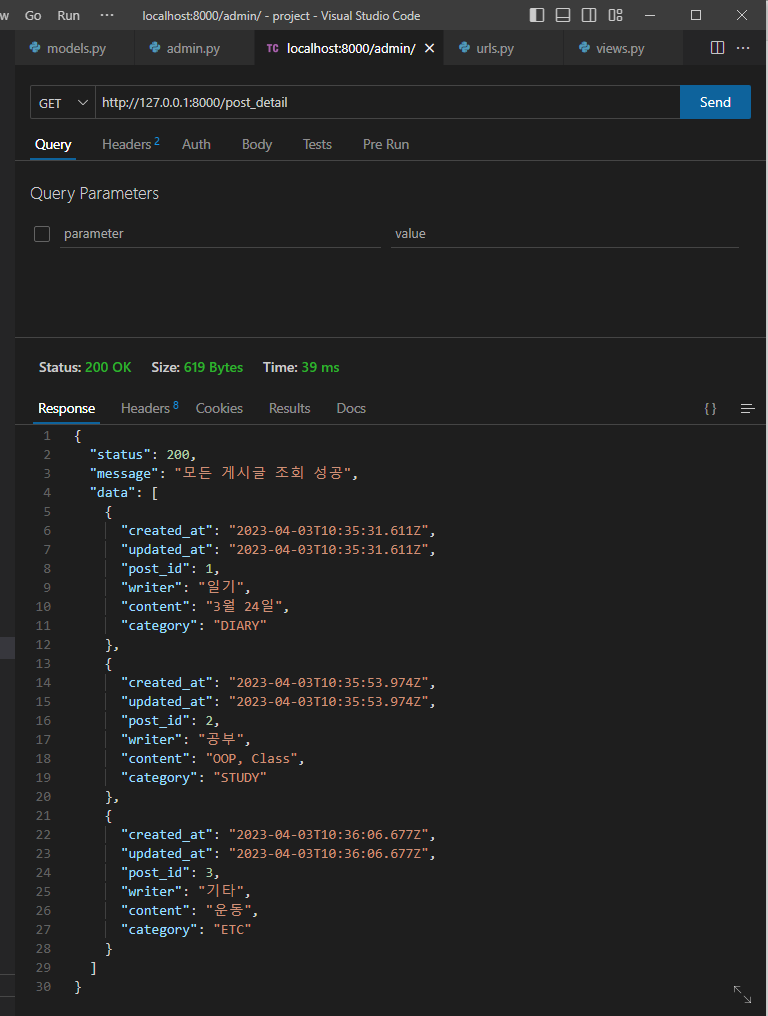 w Go Run ··· localhost:8000/admin/ - project - Visual Studio Code
models.py admin.py TC localhost:8000/admin/ urls.py views.py ···
GET http://127.0.0.1:8000/post_detail Send
Query Headers 2 Auth Body Tests Pre Run
Query Parameters
parameter value
Status: 200 OK Size: 619 Bytes Time: 39 ms
Response Headers 8 Cookies Results Docs {}
1 {
2 "status": 200,
3 "message": "모든 게시글 조회 성공",
4 "data": [
5 {
6 "created_at": "2023-04-03T10:35:31.611Z",
7 "updated_at": "2023-04-03T10:35:31.611Z",
8 "post_id": 1,
9 "writer": "일기",
10 "content": "3월 24일",
11 "category": "DIARY"
12 },
13 {
14 "created_at": "2023-04-03T10:35:53.974Z",
15 "updated_at": "2023-04-03T10:35:53.974Z",
16 "post_id": 2,
17 "writer": "공부",
18 "content": "OOP, Class",
19 "category": "STUDY"
20 },
21 {
22 "created_at": "2023-04-03T10:36:06.677Z",
23 "updated_at": "2023-04-03T10:36:06.677Z",
24 "post_id": 3,
25 "writer": "기타",
26 "content": "운동",
27 "category": "ETC"
28 }
29 ]
30 }